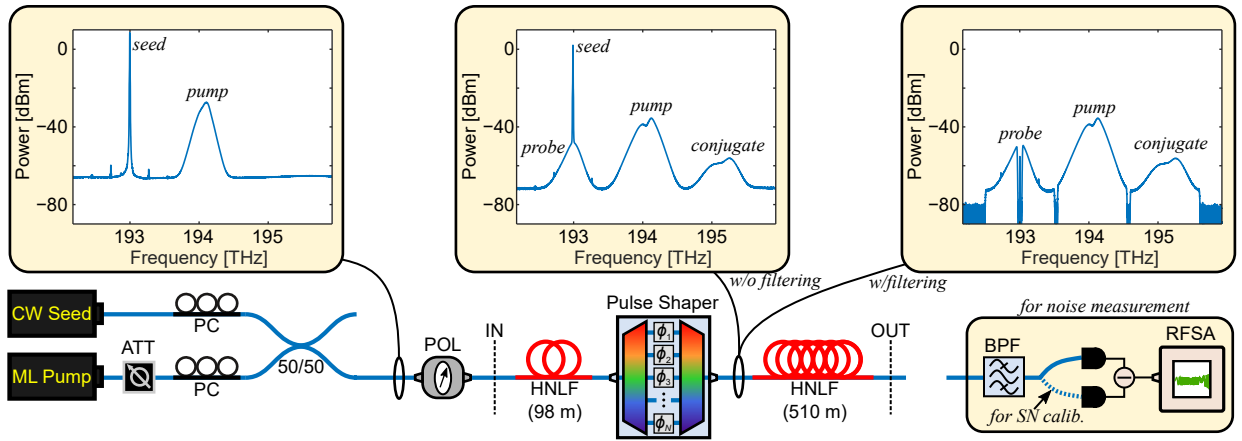 0
−40
−80
Power [dBm]
seed
pump
193
194
195
Frequency [THz]
0
−40
−80
Power [dBm]
seed
probe
pump
conjugate
193
194
195
Frequency [THz]
0
−40
−80
Power [dBm]
probe
pump
conjugate
193
194
195
Frequency [THz]
w/o filtering
w/filtering
CW Seed
PC
ML Pump
ATT
PC
50/50
POL
IN
HNLF
(98 m)
Pulse Shaper
ϕ1
ϕ2
ϕ3
ϕN
HNLF
(510 m)
OUT
for noise measurement
BPF
RFSA
for SN calib.